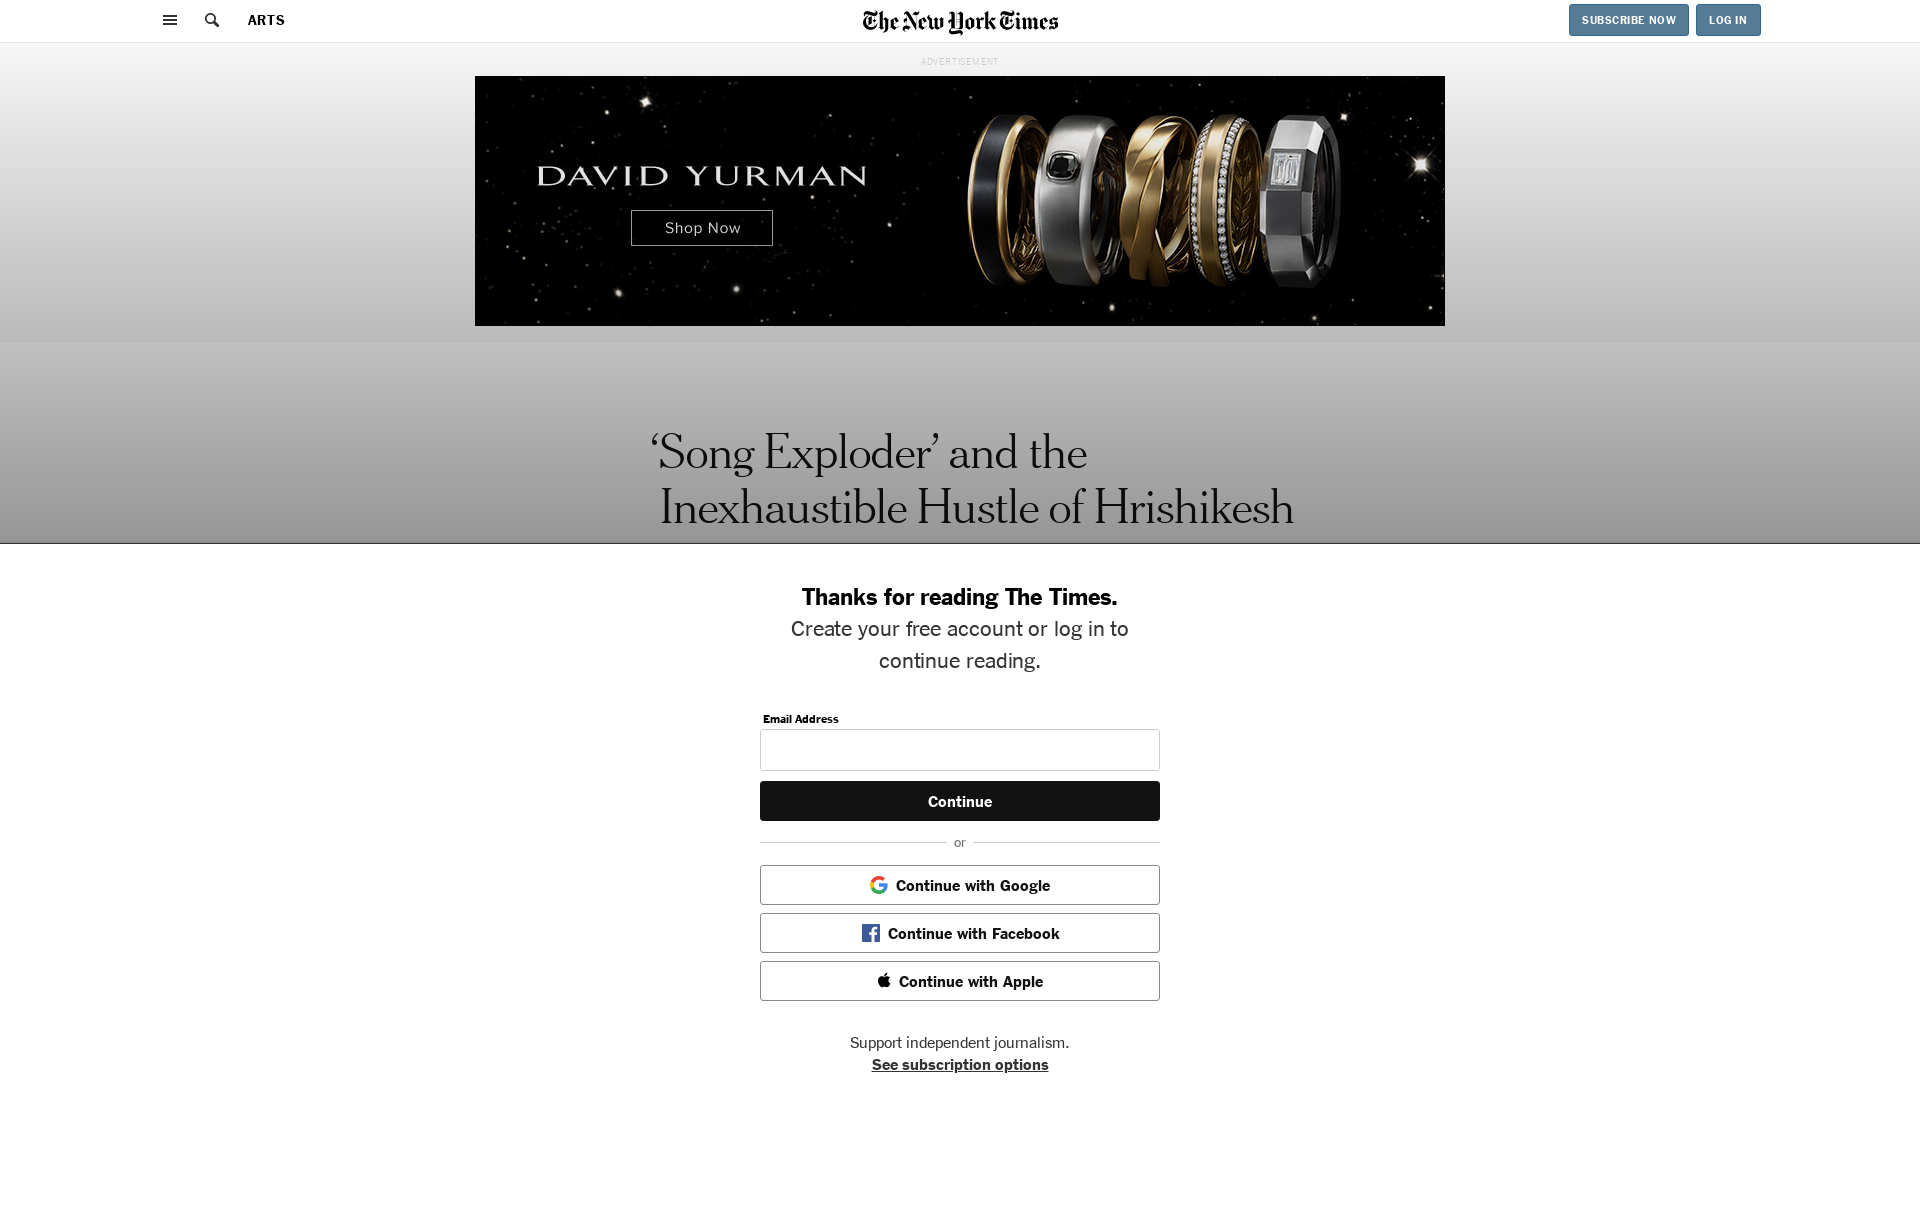 ARTS
The New York Times
SUBSCRIBE NOW
LOG IN
ADVERTISEMENT
DAVID YURMAN
Shop Now
‘Song Exploder’ and the
Inexhaustible Hustle of Hrishikesh
Thanks for reading The Times.
Create your free account or log in to
continue reading.
Email Address
Continue
or
Continue with Google
Continue with Facebook
Continue with Apple
Support independent journalism.
See subscription options